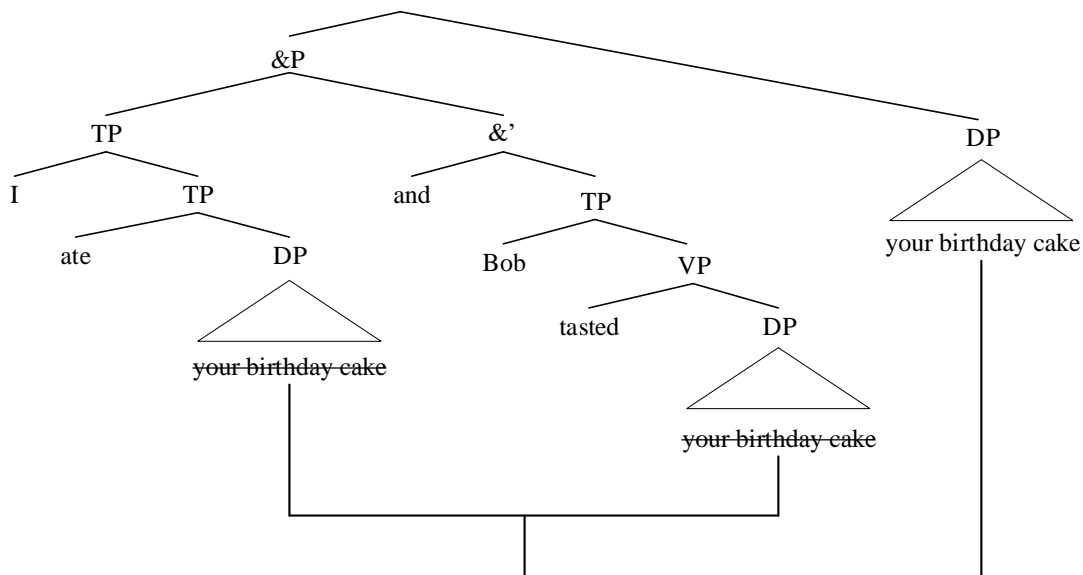 &P
TP &’ DP
I TP and TP
your birthday cake
ate DP Bob VP
tasted DP
your birthday cake
your birthday cake